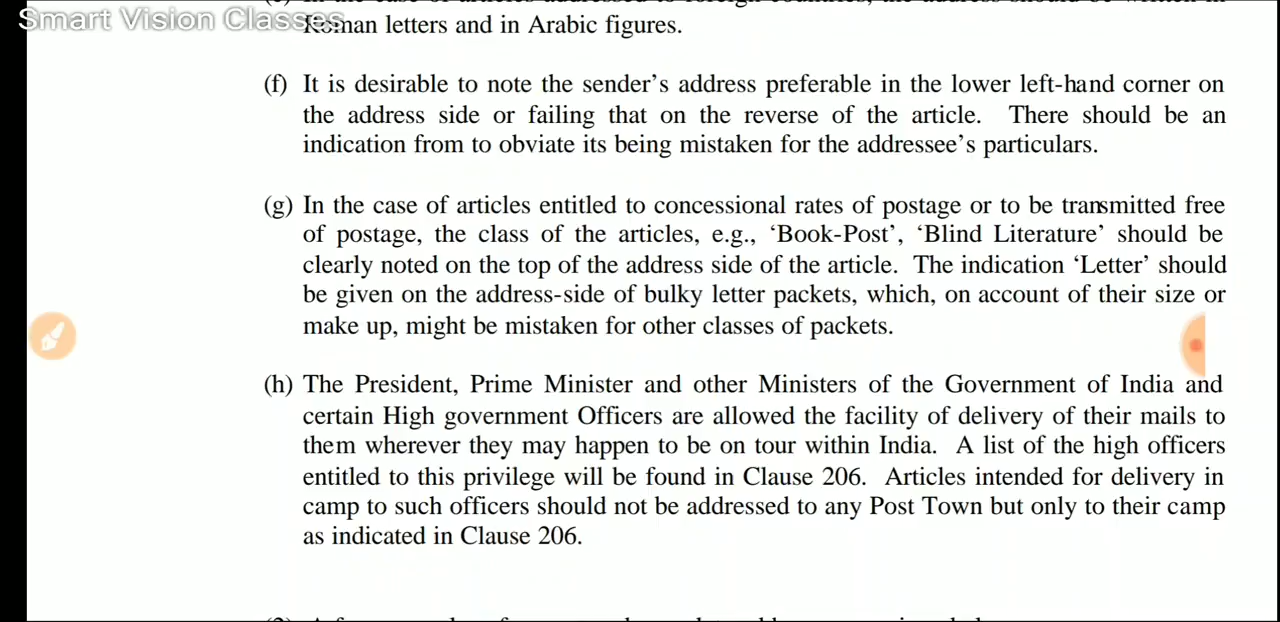 Smart Vision Classes
Roman letters and in Arabic figures.
(f) It is desirable to note the sender's address preferable in the lower left-hand corner on
the address side or failing that on the reverse of the article. There should be an
indication from to obviate its being mistaken for the addressee's particulars.
(g) In the case of articles entitled to concessional rates of postage or to be transmitted free
of postage, the class of the articles, e.g., 'Book-Post', 'Blind Literature' should be
clearly noted on the top of the address side of the article. The indication 'Letter' should
be given on the address-side of bulky letter packets, which, on account of their size or
make up, might be mistaken for other classes of packets.
(h) The President, Prime Minister and other Ministers of the Government of India and
certain High government Officers are allowed the facility of delivery of their mails to
them wherever they may happen to be on tour within India. A list of the high officers
entitled to this privilege will be found in Clause 206. Articles intended for delivery in
camp to such officers should not be addressed to any Post Town but only to their camp
as indicated in Clause 206.